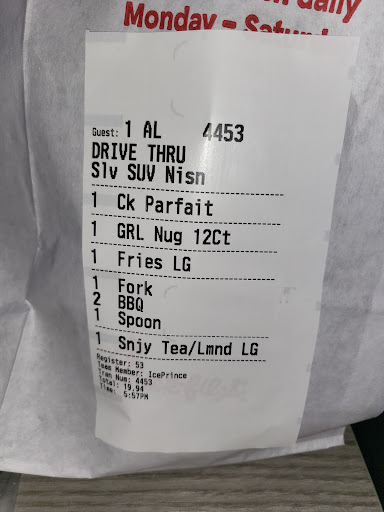 daily
Monday - Saturd
Guest: 1 AL 4453
DRIVE THRU
Slv SUV Nisn
1 Ck Parfait
1 GRL Nug 12Ct
1 Fries LG
1 Fork
2 BBQ
1 Spoon
1 Snjy Tea/Lmnd LG
Register: 53
Team Member: IcePrince
Tran Num: 4453
Total: 19.94
Time: 5:57PM